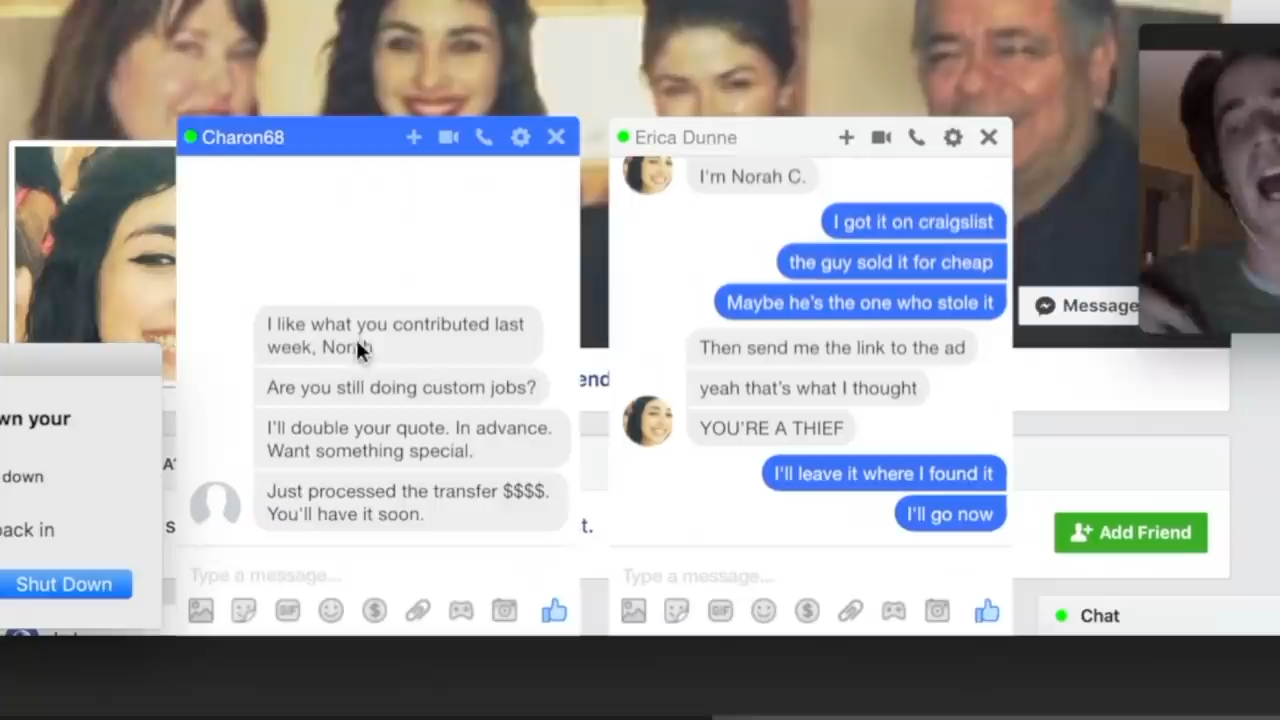 Charon68
I like what you contributed last
week, Norah
Are you still doing custom jobs?
I'll double your quote. In advance.
Want something special.
Just processed the transfer $$$$.
You'll have it soon.
Type a message...
GIF
Erica Dunne
I'm Norah C.
I got it on craigslist
the guy sold it for cheap
Maybe he's the one who stole it
Then send me the link to the ad
yeah that's what I thought
YOU'RE A THIEF
I'll leave it where I found it
I'll go now
Type a message...
GIF
Message
Add Friend
Chat
wn your
down
back in
Shut Down
end
t.